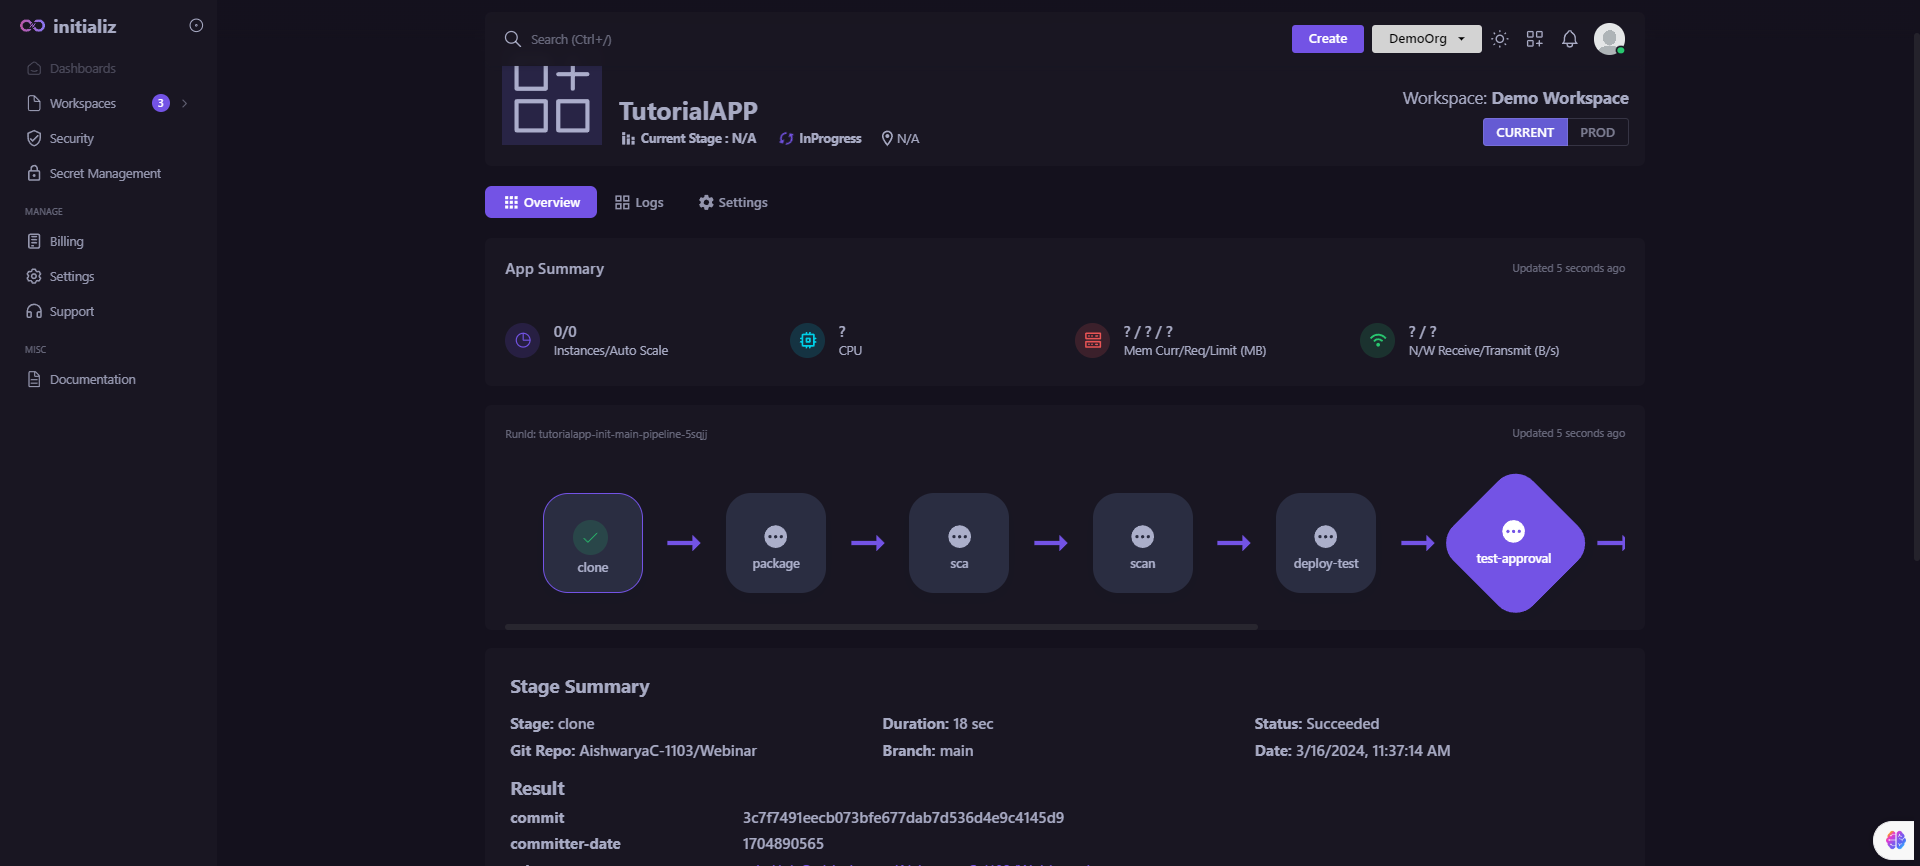 initializ
Dashboards
Workspaces 3
Security
Secret Management
MANAGE
Billing
Settings
Support
MISC
Documentation
Search (Ctrl+/)
Create
DemoOrg
TutorialAPP
Current Stage : N/A
InProgress
N/A
Workspace: Demo Workspace
CURRENT PROD
Overview
Logs
Settings
App Summary
Updated 5 seconds ago
0/0
Instances/Auto Scale
?
CPU
? / ? / ?
Mem Curr/Req/Limit (MB)
? / ?
N/W Receive/Transmit (B/s)
RunId: tutorialapp-init-main-pipeline-5sqjj
Updated 5 seconds ago
clone
package
sca
scan
deploy-test
test-approval
Stage Summary
Stage: clone
Duration: 18 sec
Status: Succeeded
Git Repo: AishwaryaC-1103/Webinar
Branch: main
Date: 3/16/2024, 11:37:14 AM
Result
commit 3c7f7491eecb073bfe677dab7d536d4e9c4145d9
committer-date 1704890565